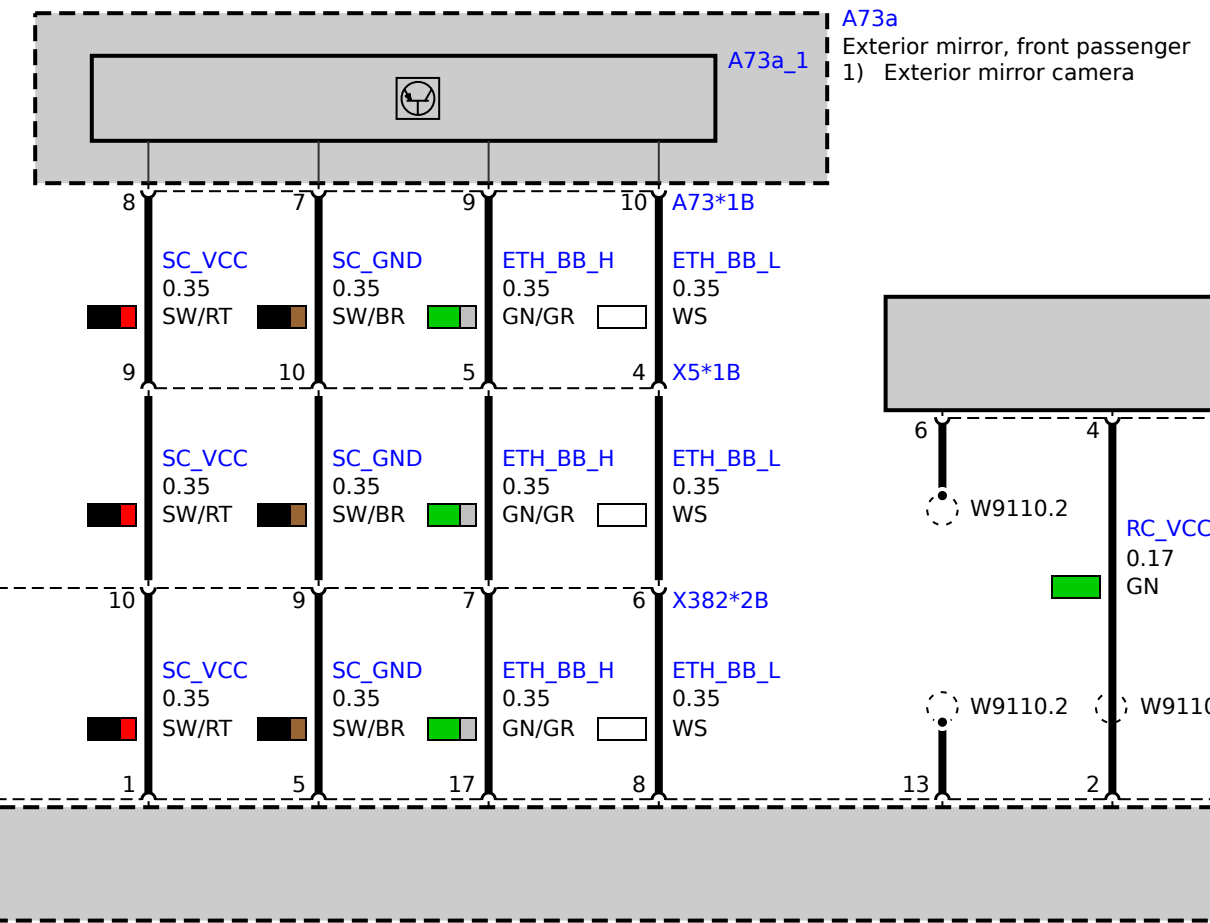 A73a
Exterior mirror, front passenger
1) Exterior mirror camera
A73a_1
8 7 9 10 A73*1B
SC_VCC SC_GND ETH_BB_H ETH_BB_L
0.35 0.35 0.35 0.35
SW/RT SW/BR GN/GR WS
9 10 5 4 X5*1B
6 4
SC_VCC SC_GND ETH_BB_H ETH_BB_L
0.35 0.35 0.35 0.35
SW/RT SW/BR GN/GR WS
W9110.2
RC_VCC
0.17
GN
10 9 7 6 X382*2B
SC_VCC SC_GND ETH_BB_H ETH_BB_L
0.35 0.35 0.35 0.35
SW/RT SW/BR GN/GR WS
W9110.2 W9110
1 5 17 8 13 2